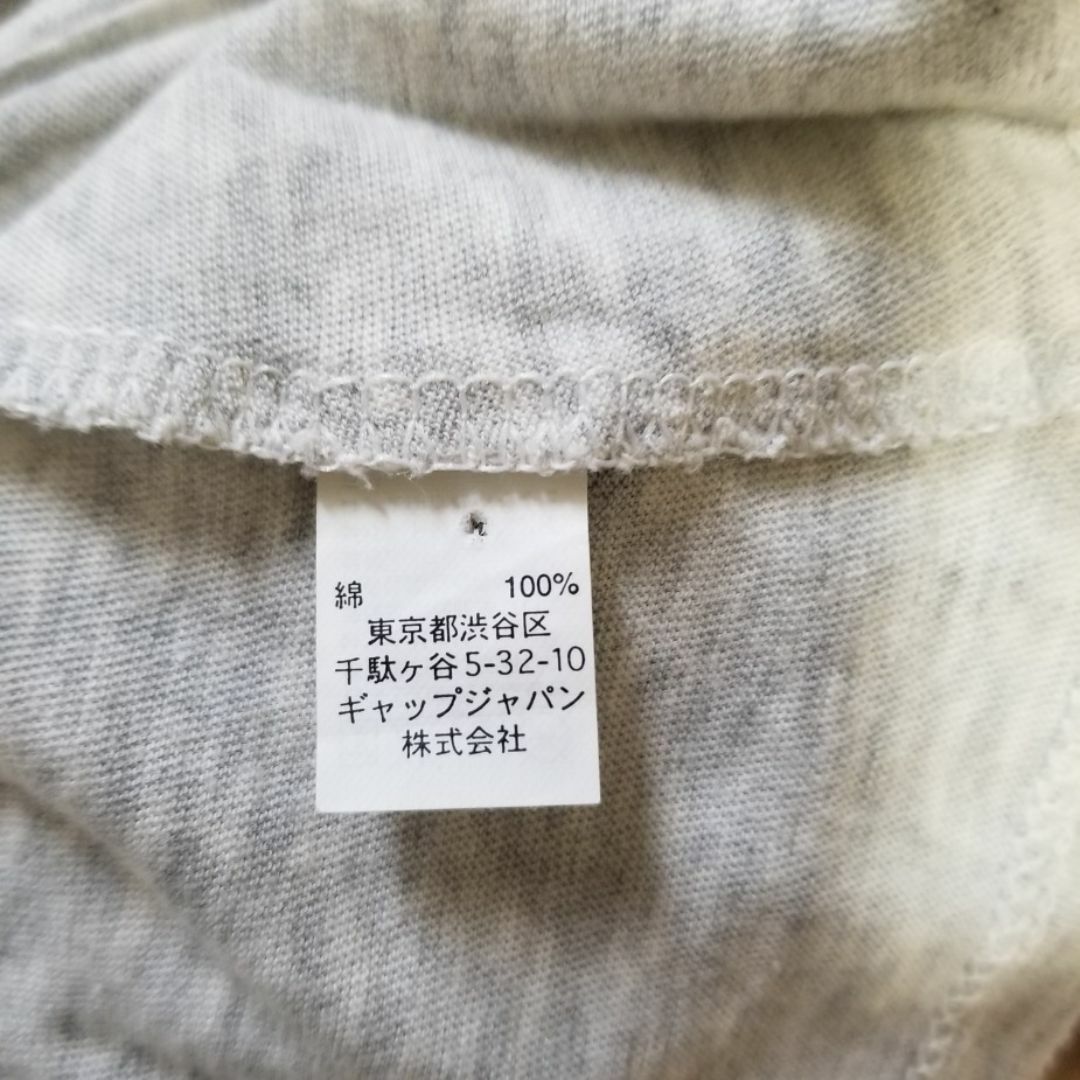 綿 100%
東京都渋谷区
千駄ヶ谷5-32-10
ギャップジャパン
株式会社